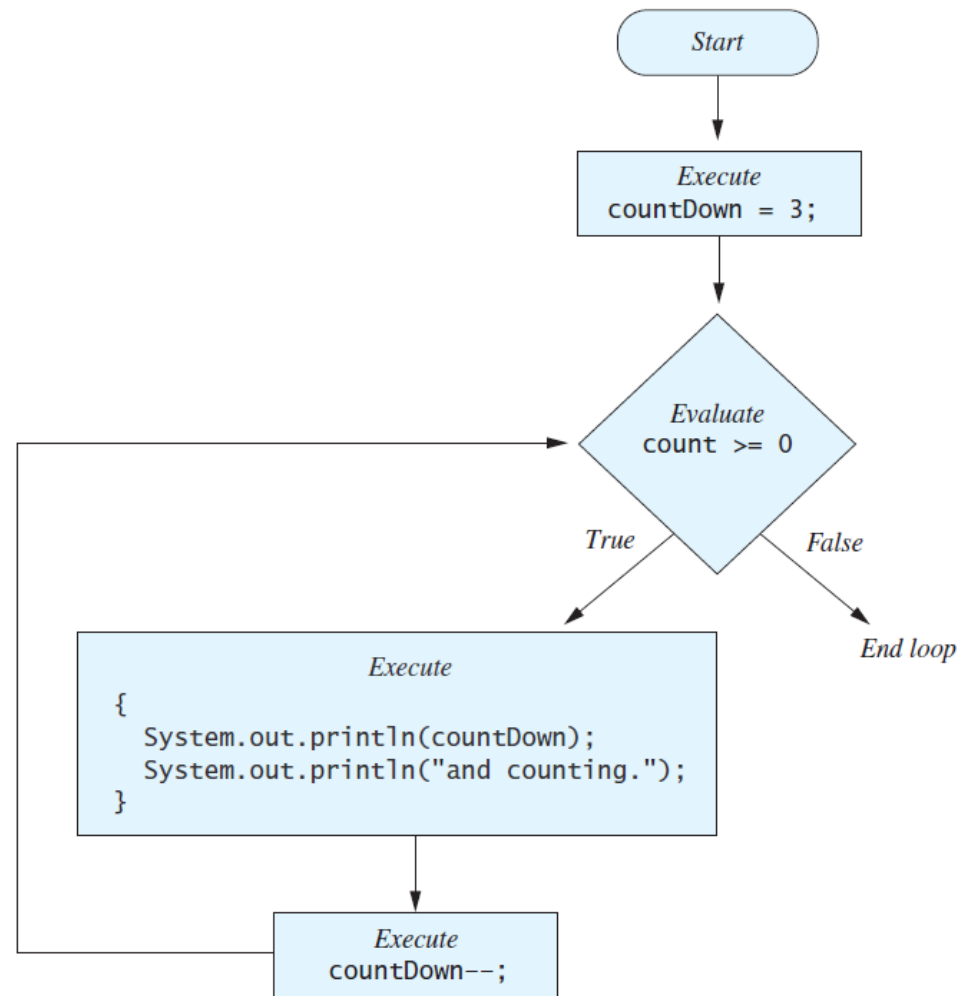 Start
Execute
countDown = 3;
Evaluate
count >= 0
True
False
End loop
Execute
{
System.out.println(countDown);
System.out.println("and counting.");
}
Execute
countDown--;